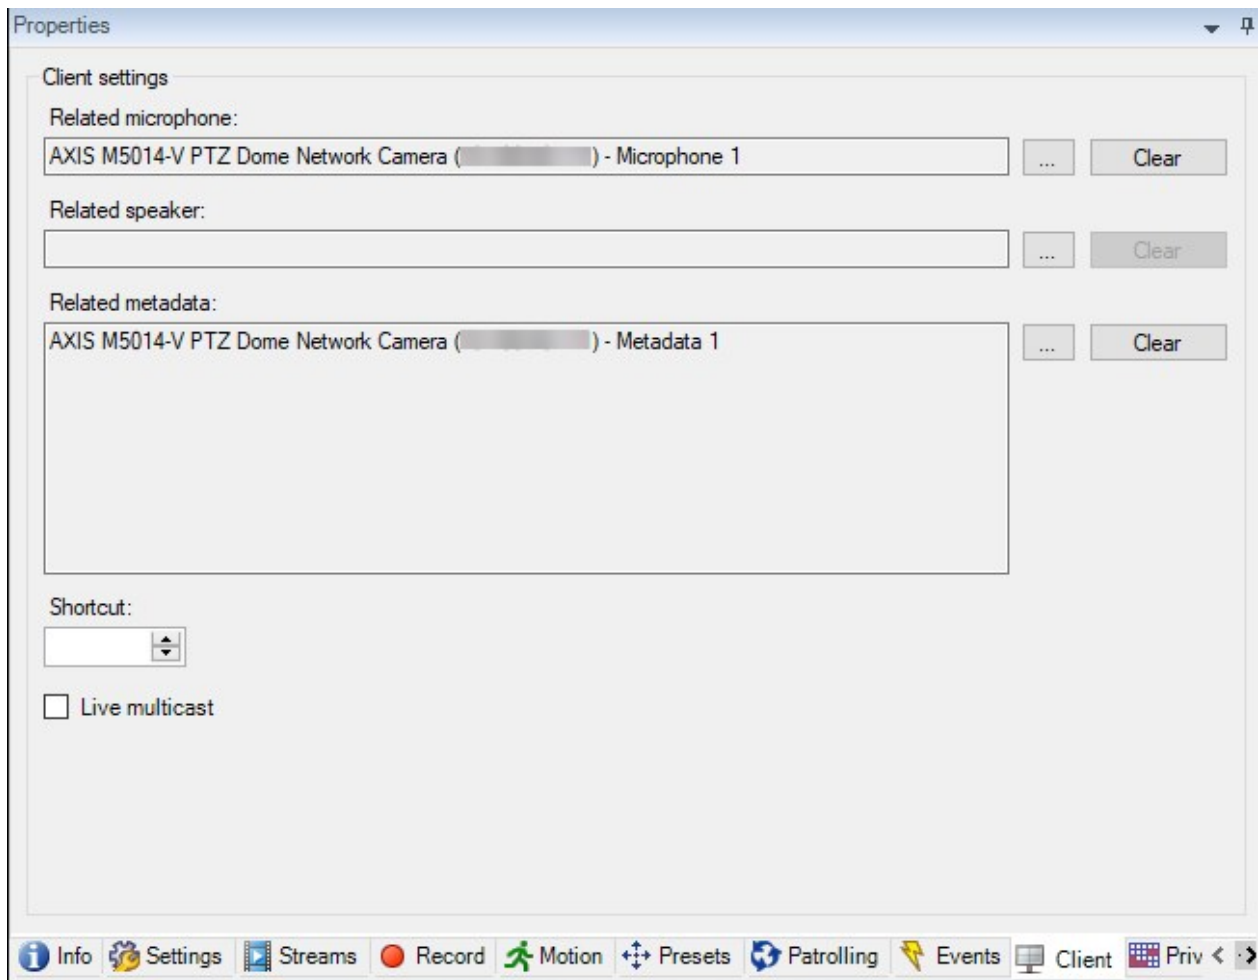 Properties
Client settings
Related microphone:
AXIS M5014-V PTZ Dome Network Camera ( ) - Microphone 1
... Clear
Related speaker:
... Clear
Related metadata:
AXIS M5014-V PTZ Dome Network Camera ( ) - Metadata 1
... Clear
Shortcut:
Live multicast
Info Settings Streams Record Motion Presets Patrolling Events Client Priv